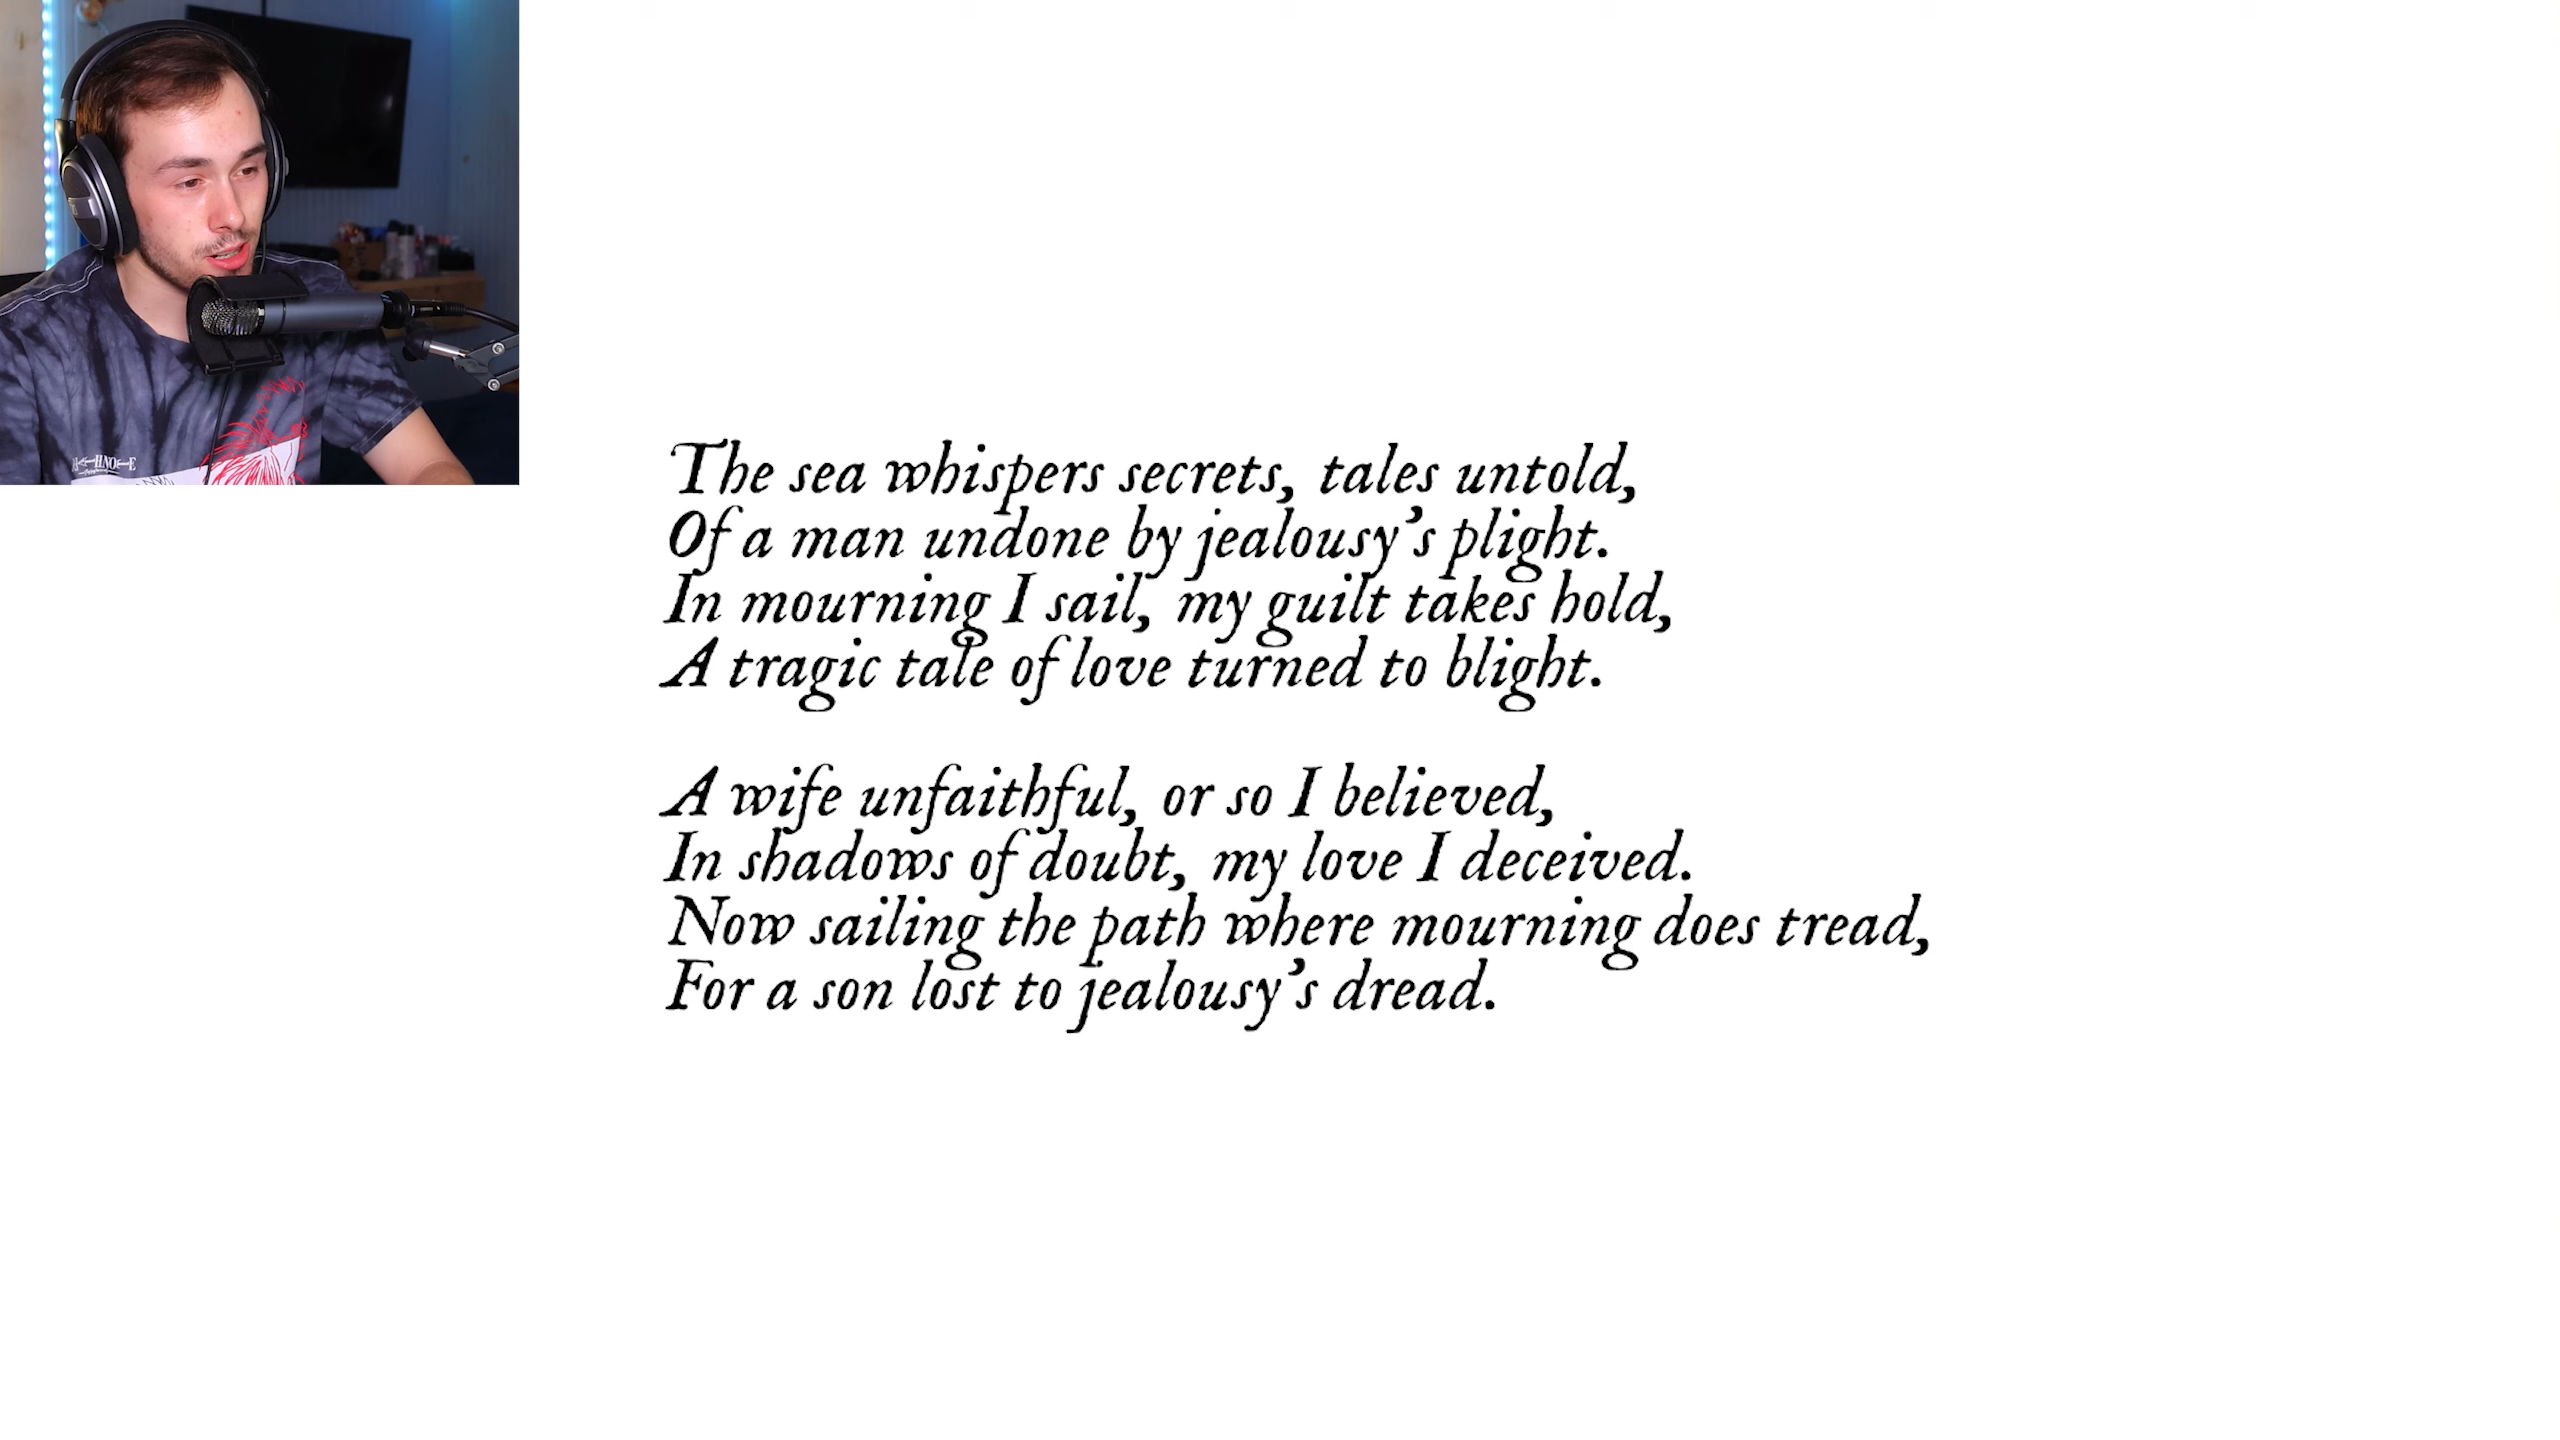 The sea whispers secrets, tales untold,
Of a man undone by jealousy’s plight.
In mourning I sail, my guilt takes hold,
A tragic tale of love turned to blight.
A wife unfaithful, or so I believed,
In shadows of doubt, my love I deceived.
Now sailing the path where mourning does tread,
For a son lost to jealousy’s dread.